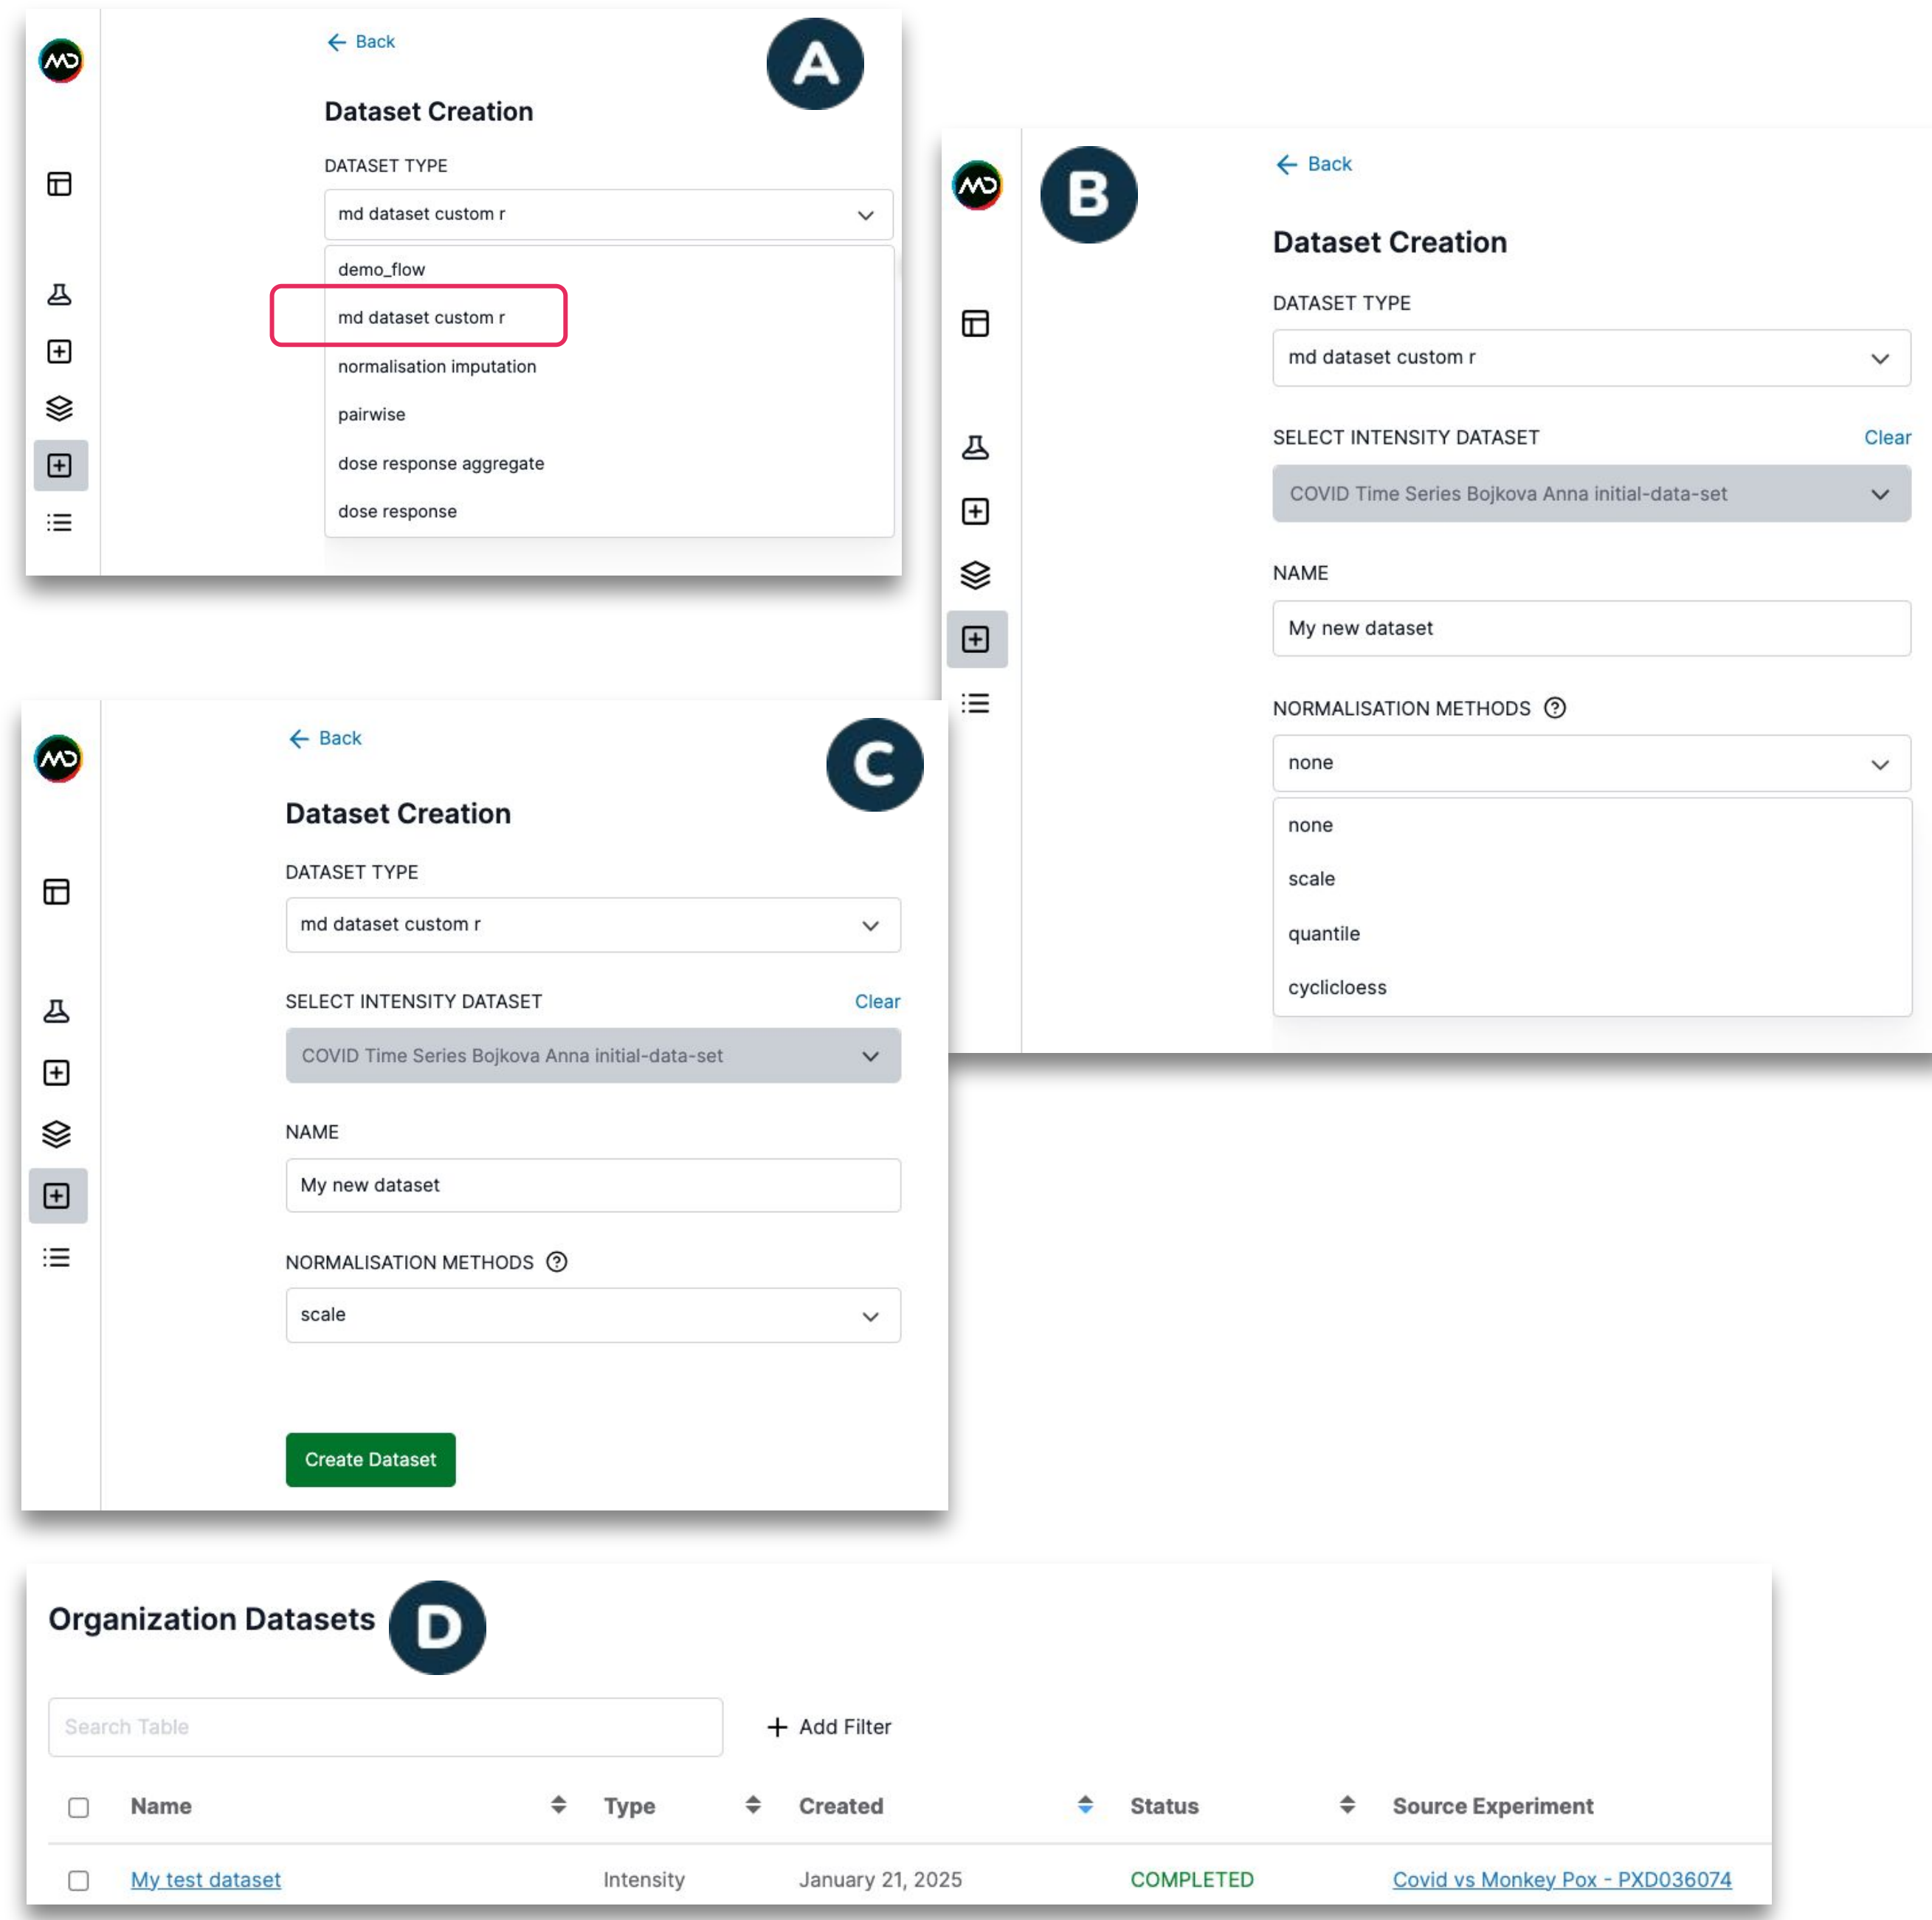 MD
← Back
A
Dataset Creation
DATASET TYPE
md dataset custom r
demo_flow
md dataset custom r
normalisation imputation
pairwise
dose response aggregate
dose response
MD
B
← Back
Dataset Creation
DATASET TYPE
md dataset custom r
SELECT INTENSITY DATASET Clear
COVID Time Series Bojkova Anna initial-data-set
NAME
My new dataset
NORMALISATION METHODS ?
none
none
scale
quantile
cyclicloess
MD
← Back
C
Dataset Creation
DATASET TYPE
md dataset custom r
SELECT INTENSITY DATASET Clear
COVID Time Series Bojkova Anna initial-data-set
NAME
My new dataset
NORMALISATION METHODS ?
scale
Create Dataset
Organization Datasets D
Search Table + Add Filter
Name Type Created Status Source Experiment
My test dataset Intensity January 21, 2025 COMPLETED Covid vs Monkey Pox - PXD036074